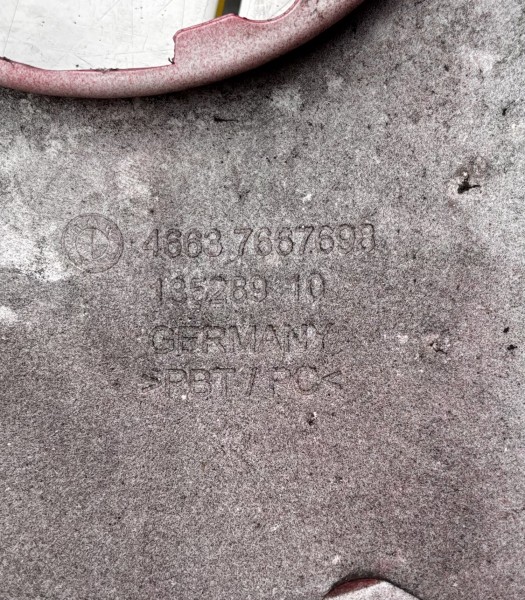 4663 7667698
135289 10
GERMANY
>PBT / PC<